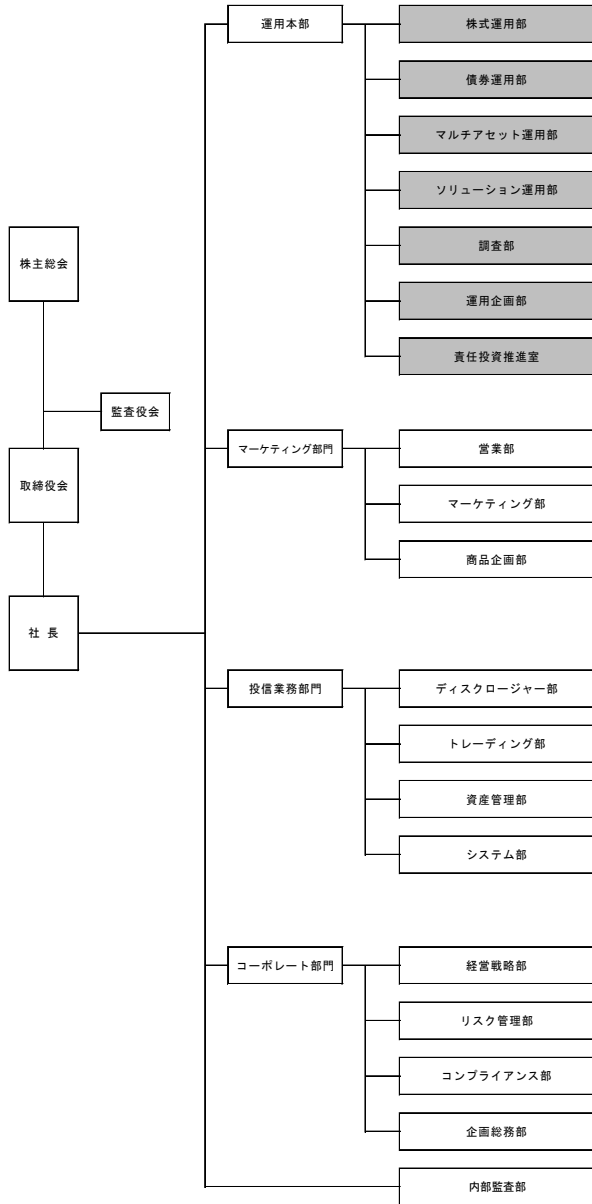 株主総会
監査役会
取締役会
社 長
運用本部
株式運用部
債券運用部
マルチアセット運用部
ソリューション運用部
調査部
運用企画部
責任投資推進室
マーケティング部門
営業部
マーケティング部
商品企画部
投信業務部門
ディスクロージャー部
トレーディング部
資産管理部
システム部
コーポレート部門
経営戦略部
リスク管理部
コンプライアンス部
企画総務部
内部監査部